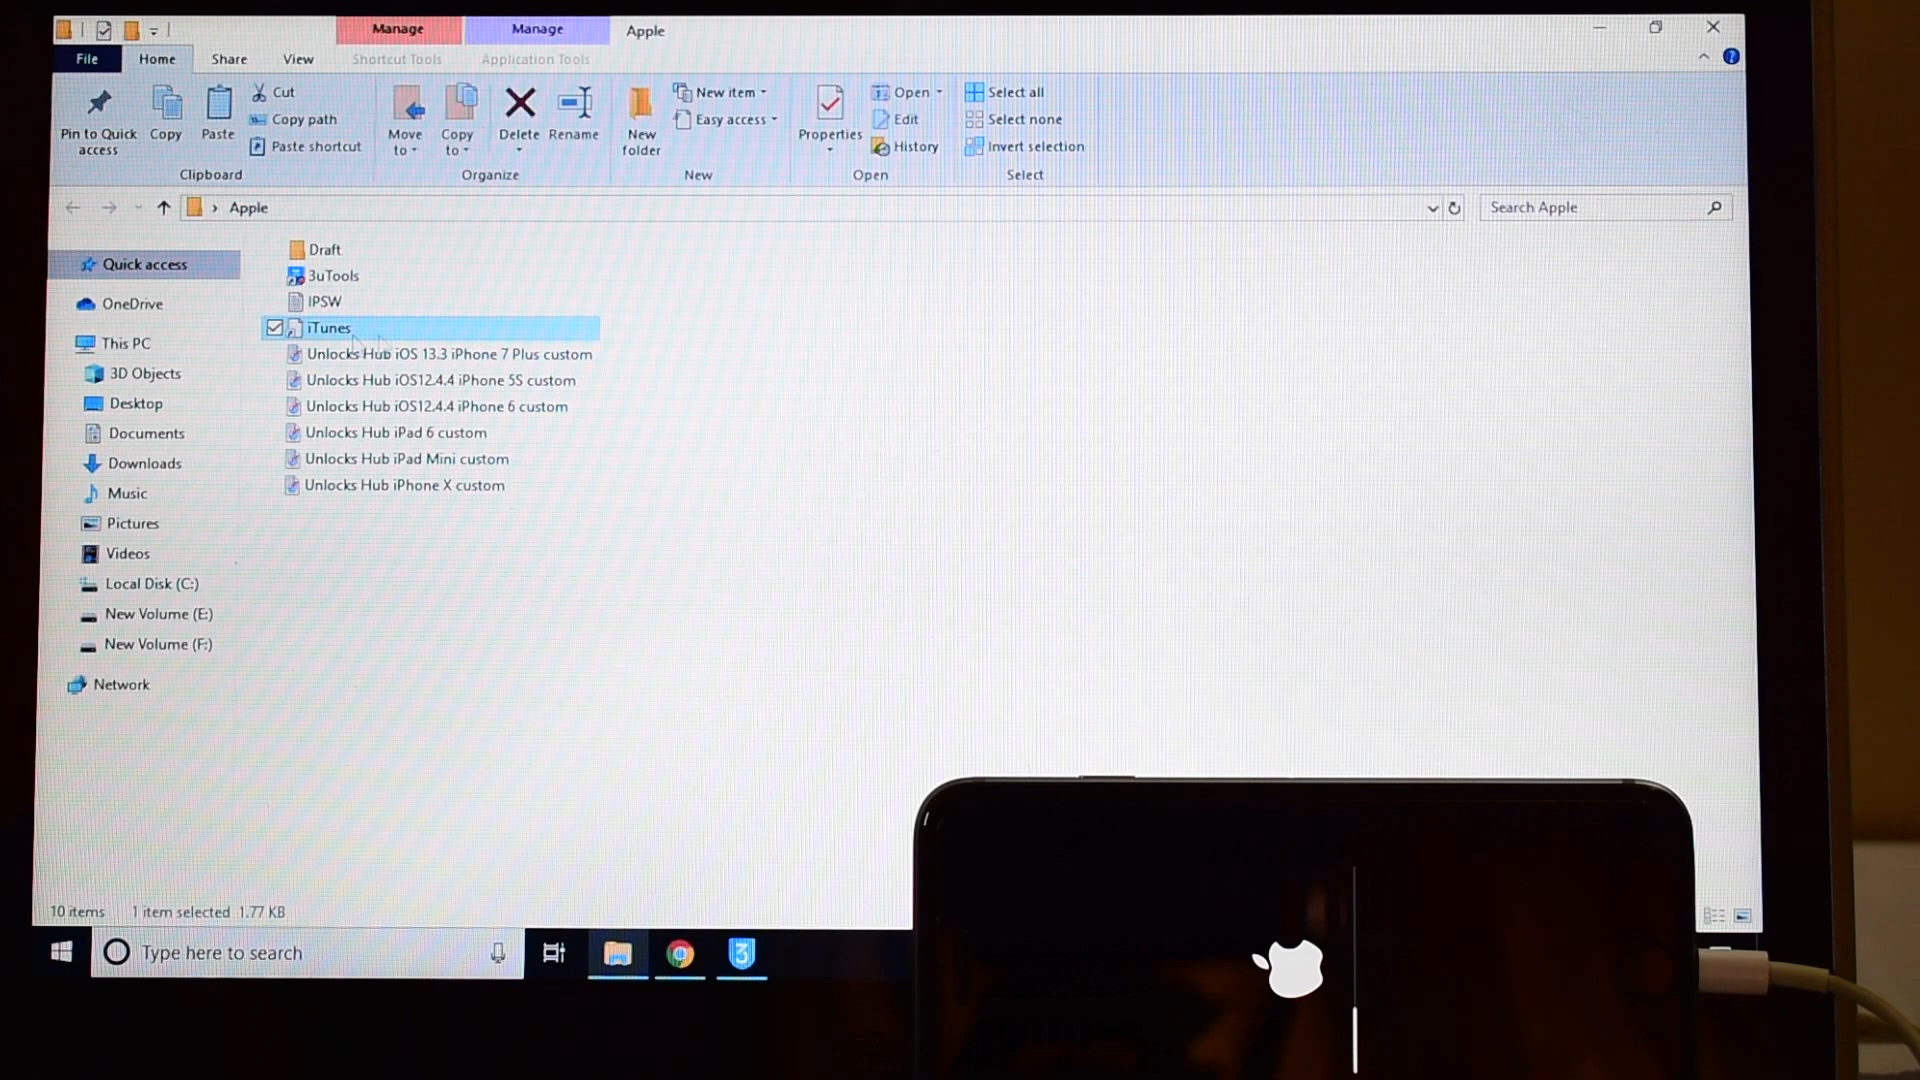 Manage
Manage
Apple
File
Home
Share
View
Shortcut Tools
Application Tools
Pin to Quick access
Copy
Paste
Cut
Copy path
Paste shortcut
Clipboard
Move to
Copy to
Delete
Rename
Organize
New folder
New item
Easy access
New
Properties
Open
Edit
History
Open
Select all
Select none
Invert selection
Select
Apple
Search Apple
Quick access
OneDrive
This PC
3D Objects
Desktop
Documents
Downloads
Music
Pictures
Videos
Local Disk (C:)
New Volume (E:)
New Volume (F:)
Network
Draft
3uTools
IPSW
iTunes
Unlocks Hub iOS 13.3 iPhone 7 Plus custom
Unlocks Hub iOS12.4.4 iPhone 5S custom
Unlocks Hub iOS12.4.4 iPhone 6 custom
Unlocks Hub iPad 6 custom
Unlocks Hub iPad Mini custom
Unlocks Hub iPhone X custom
10 items 1 item selected 1.77 KB
Type here to search
3